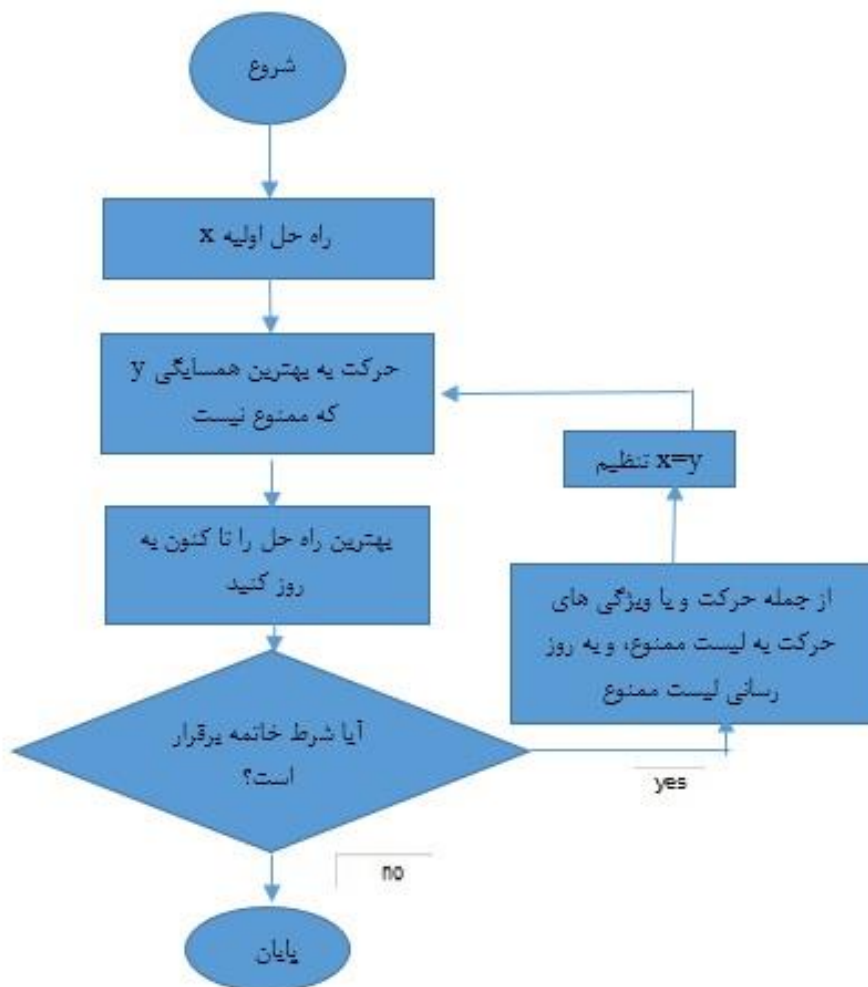 شروع
راه حل اولیه x
حرکت به بهترین همسایگی y
که ممنوع نیست
بهترین راه حل را تا کنون به
روز کنید
آیا شرط خاتمه برقرار
است؟
yes
از جمله حرکت و یا ویژگی های
حرکت به لیست ممنوع، و به روز
رسانی لیست ممنوع
x=y تنظیم
no
پایان